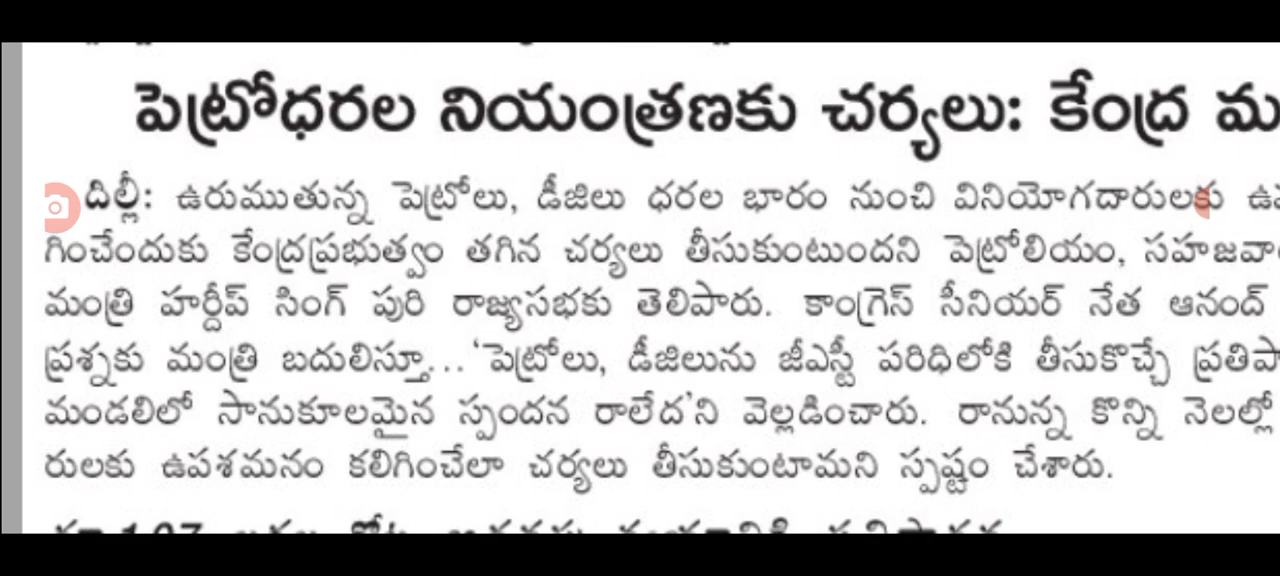 పెట్రోధరల నియంత్రణకు చర్యలు: కేంద్ర
దిల్లీ: ఉరుముతున్న పెట్రోలు, డీజిలు ధరల భారం నుంచి వినియోగదారులకు
గించేందుకు కేంద్రప్రభుత్వం తగిన చర్యలు తీసుకుంటుందని పెట్రోలియం,
మంత్రి హర్దీప్ సింగ్ పురి రాజ్యసభకు తెలిపారు. కాంగ్రెస్ సీనియర్ నేత ఆనంద్
ప్రశ్నకు మంత్రి బదులిస్తూ...‘పెట్రోలు, డీజిలును జీఎస్టీ పరిధిలోకి తీసుకొచ్చే
మండలిలో సానుకూలమైన స్పందన రాలేద’ని వెల్లడించారు. రానున్న కొన్ని నెలల్లో
రులకు ఉపశమనం కలిగించేలా చర్యలు తీసుకుంటామని స్పష్టం చేశారు.